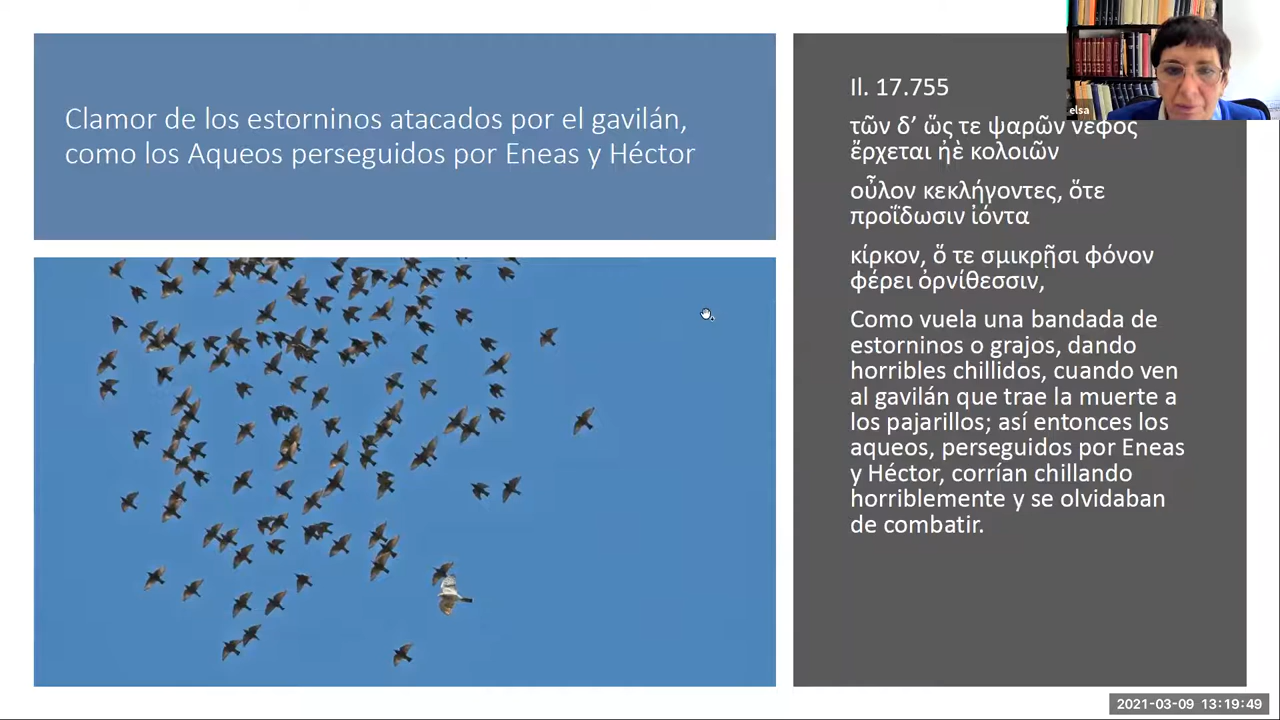 Clamor de los estorninos atacados por el gavilán,
como los Aqueos perseguidos por Eneas y Héctor
Il. 17.755
τῶν δ’ ὥς τε ψαρῶν νέφος
ἔρχεται ἠὲ κολοιῶν
οὖλον κεκλήγοντες, ὅτε
προΐδωσιν ἰόντα
κίρκον, ὅ τε σμικρῇσι φόνον
φέρει ὀρνίθεσσιν,
Como vuela una bandada de
estorninos o grajos, dando
horribles chillidos, cuando ven
al gavilán que trae la muerte a
los pajarillos; así entonces los
aqueos, perseguidos por Eneas
y Héctor, corrían chillando
horriblemente y se olvidaban
de combatir.
elsa
2021-03-09 13:19:49